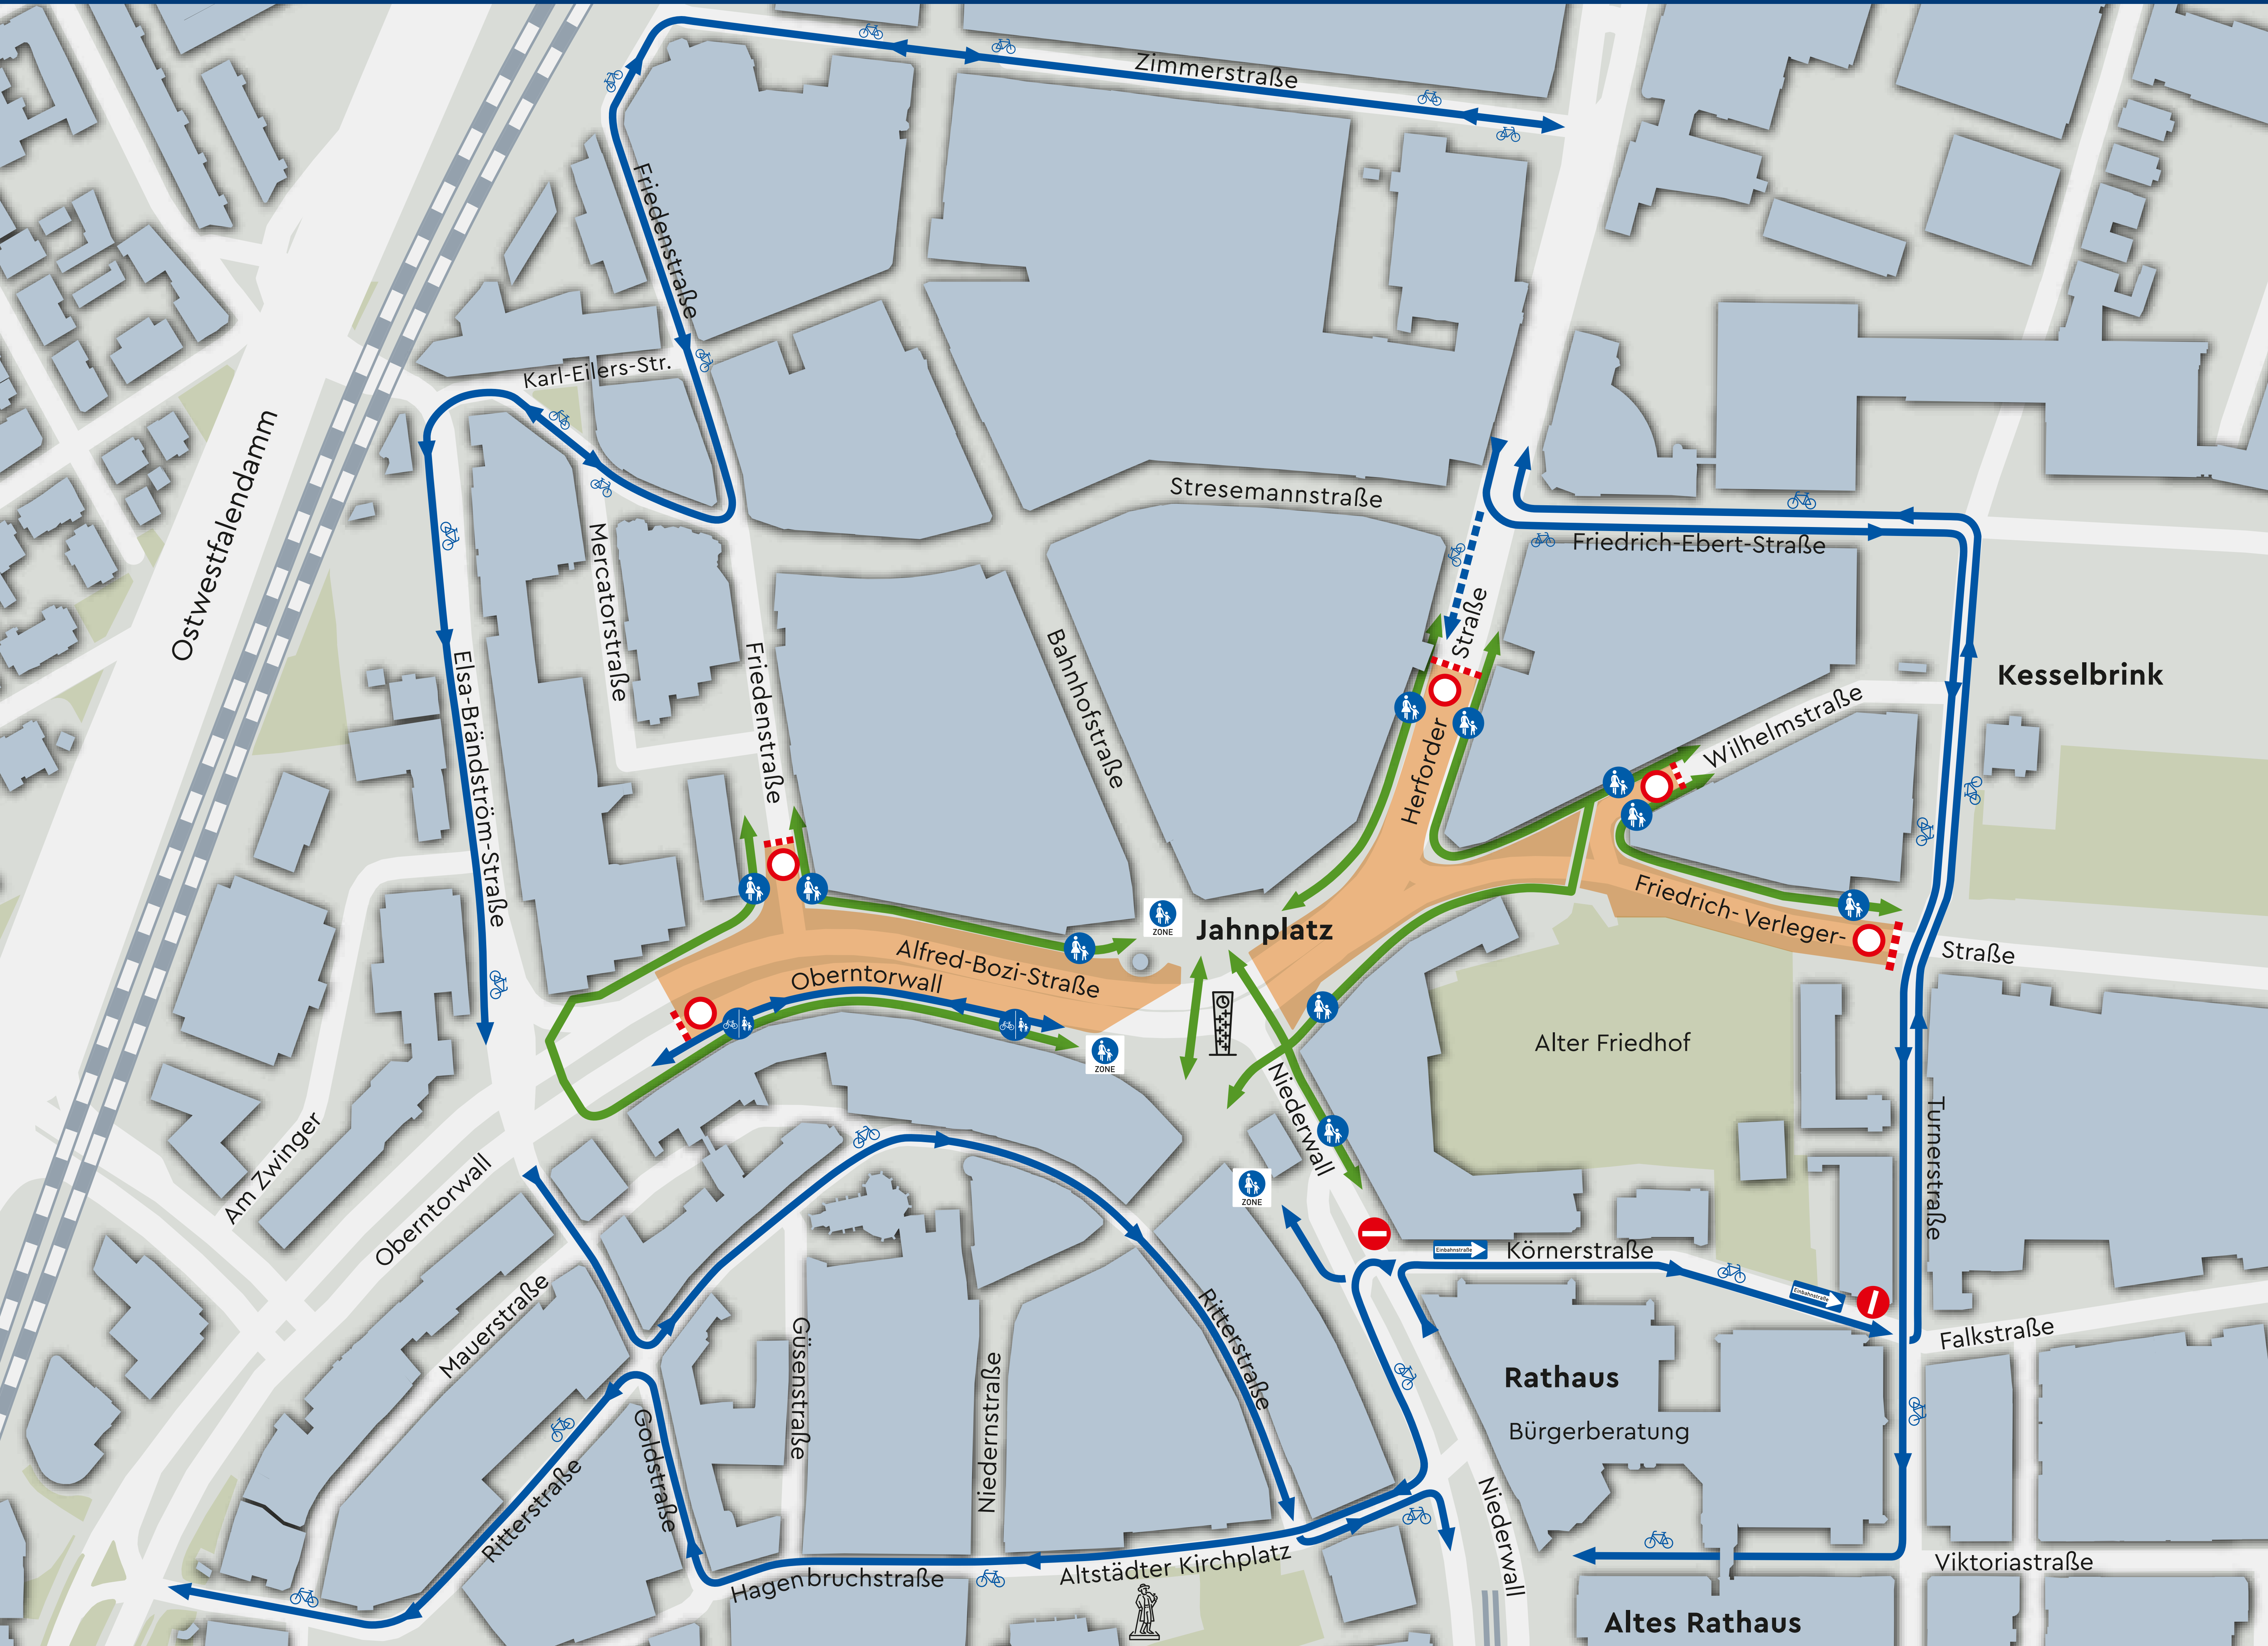 Zimmerstraße
Friedenstraße
Karl-Eilers-Str.
Ostwestfalendamm
Stresemannstraße
Friedrich-Ebert-Straße
Mercatorstraße
Elsa-Brändström-Straße
Friedenstraße
Bahnhofstraße
Herforder
Straße
Kesselbrink
Wilhelmstraße
Friedrich- Verleger-
Straße
ZONE
Jahnplatz
Alfred-Bozi-Straße
Oberntorwall
ZONE
Alter Friedhof
Niederwall
Am Zwinger
Oberntorwall
Turnerstraße
ZONE
Einbahnstraße
Körnerstraße
Einbahnstraße
Mauerstraße
Falkstraße
Güsenstraße
Ritterstraße
Niedernstraße
Rathaus
Bürgerberatung
Goldstraße
Ritterstraße
Niederwall
Altstädter Kirchplatz
Hagenbruchstraße
Viktoriastraße
Altes Rathaus